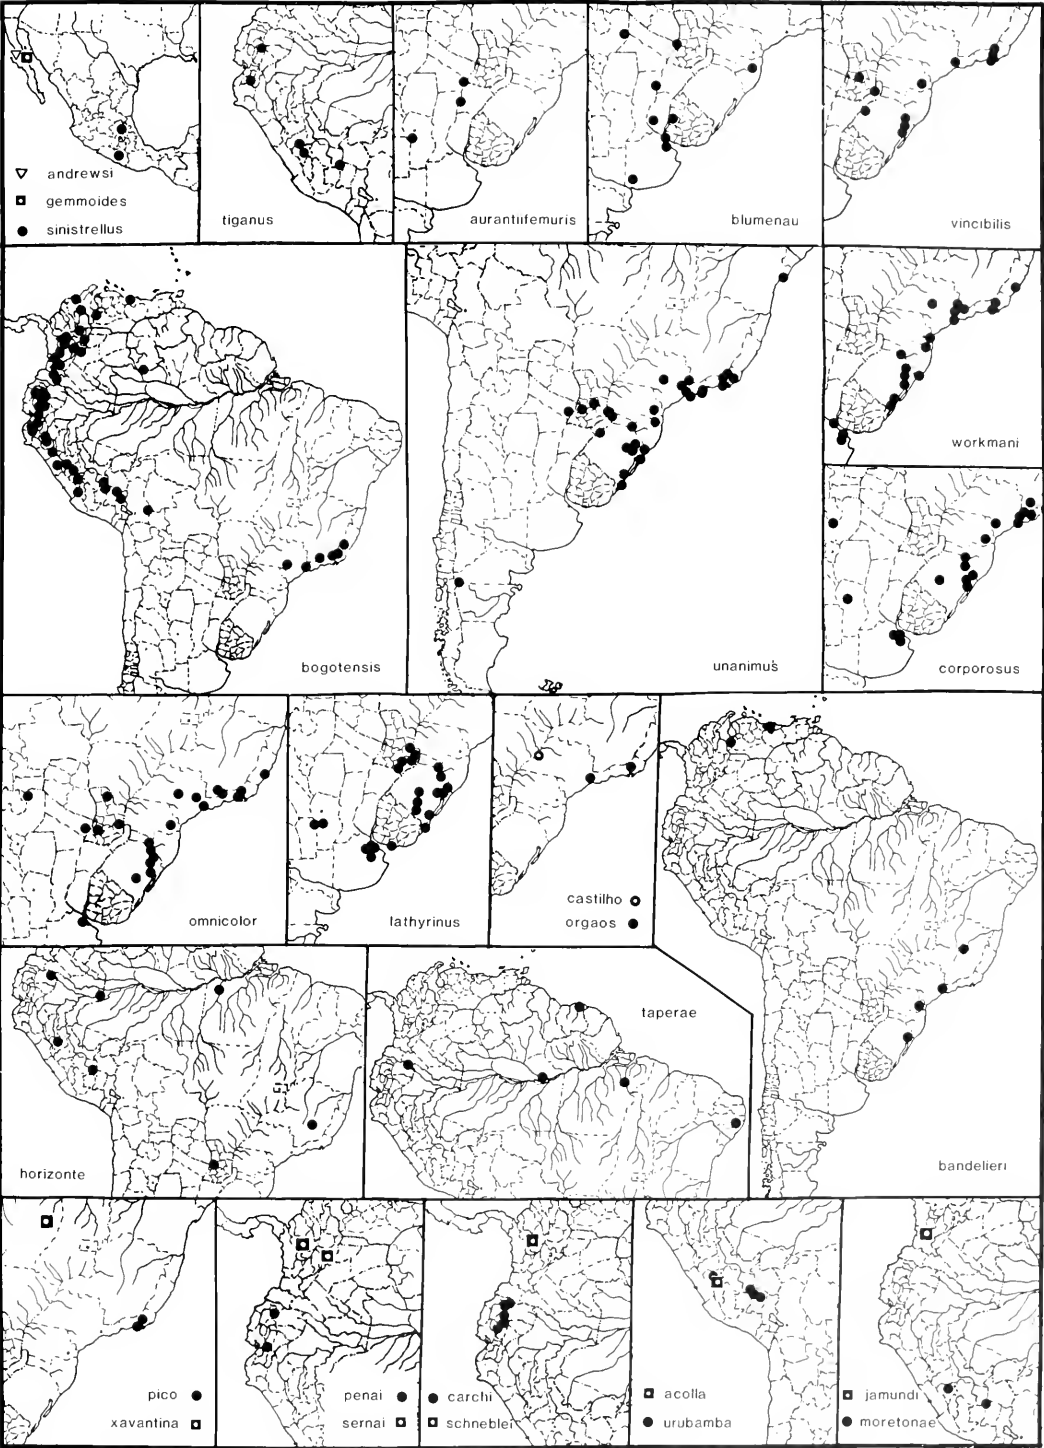 andrewsi
gemmoides
sinistrellus
tiganus
aurantiifemuris
blumenau
vincibilis
bogotensis
unanimus
workmani
corporosus
omnicolor
lathyrinus
castilho
orgaos
taperae
horizonte
bandelieri
pico
xavantina
penai
sernai
carchi
schneblei
acolla
urubamba
jamundi
moretonae